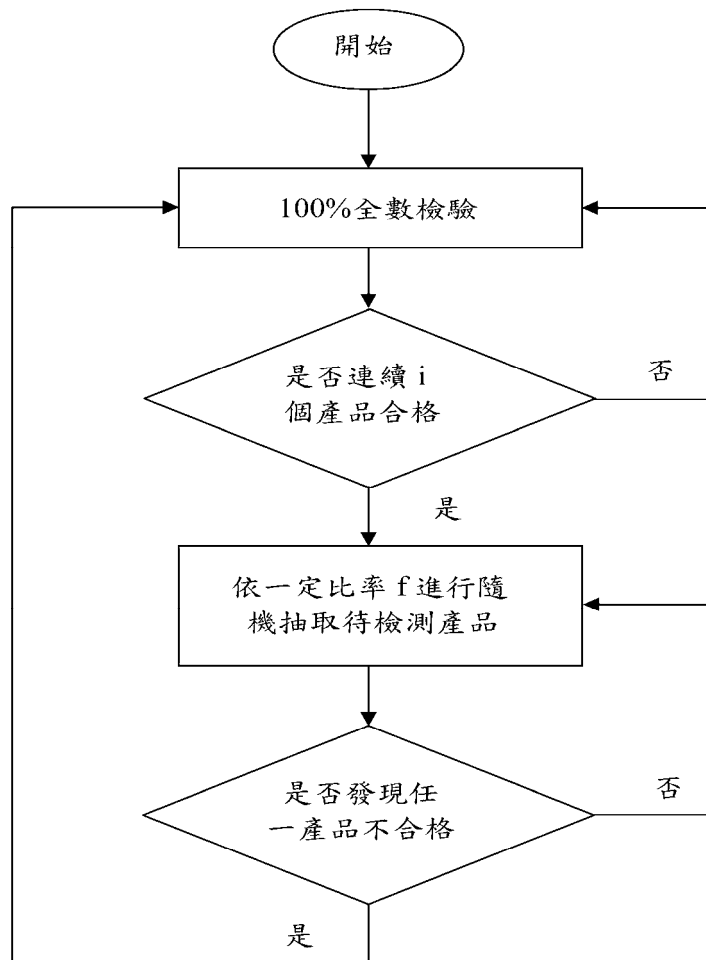 開始
100%全數檢驗
是否連續 i
個產品合格
否
是
依一定比率 f 進行隨
機抽取待檢測產品
是否發現任
一產品不合格
否
是